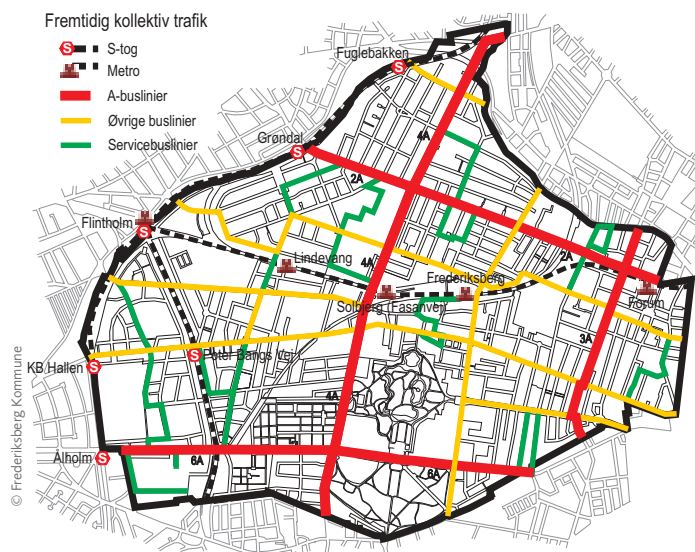 Fremtidig kollektiv trafik
S S-tog
Metro
A-buslinier
Øvrige buslinier
Servicebuslinier
Fuglebakken
S
4A
Grøndal
S
2A
Flintholm
S
2A
Lindevang
4A
Frederiksberg
Solbjerg (Fasanvej)
Forum
3A
KB Hallen
S
S
Peter Bangs Vej
4A
Ålholm
S
6A
6A
© Frederiksberg Kommune